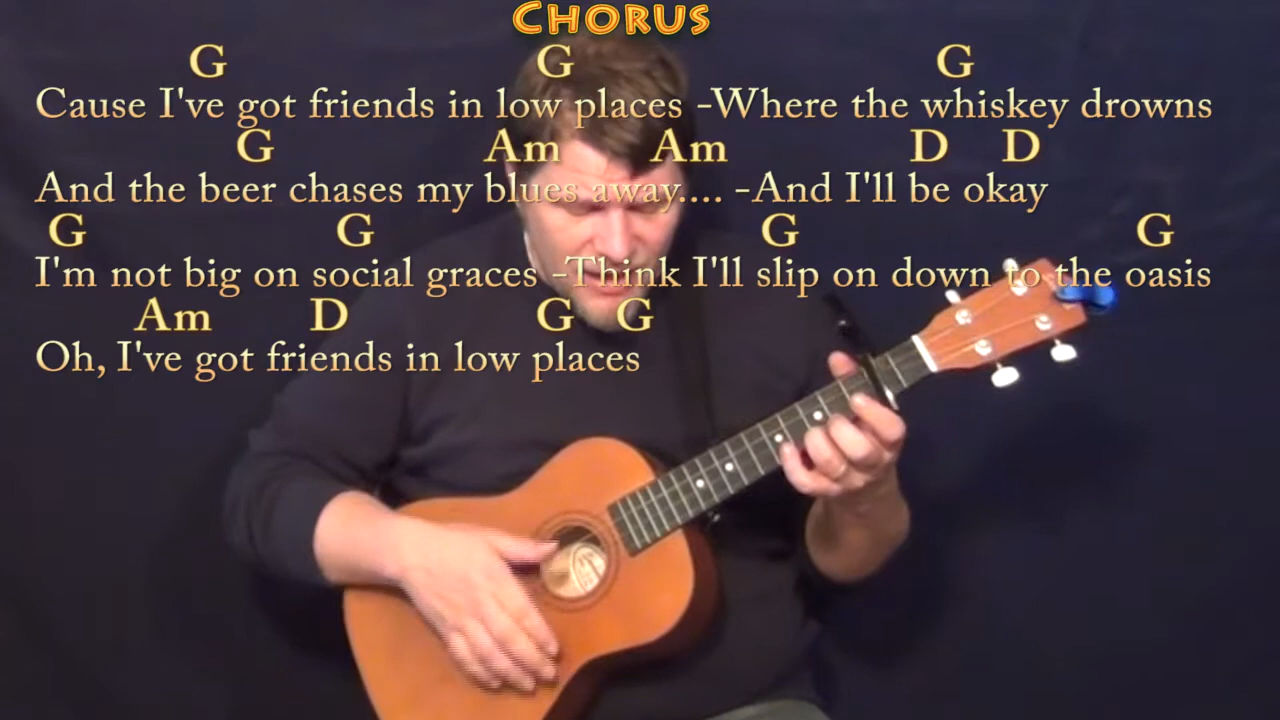 CHORUS
G G G
Cause I've got friends in low places -Where the whiskey drowns
G Am Am D D
And the beer chases my blues away.... -And I'll be okay
G G G G
I'm not big on social graces -Think I'll slip on down to the oasis
Am D G G
Oh, I've got friends in low places